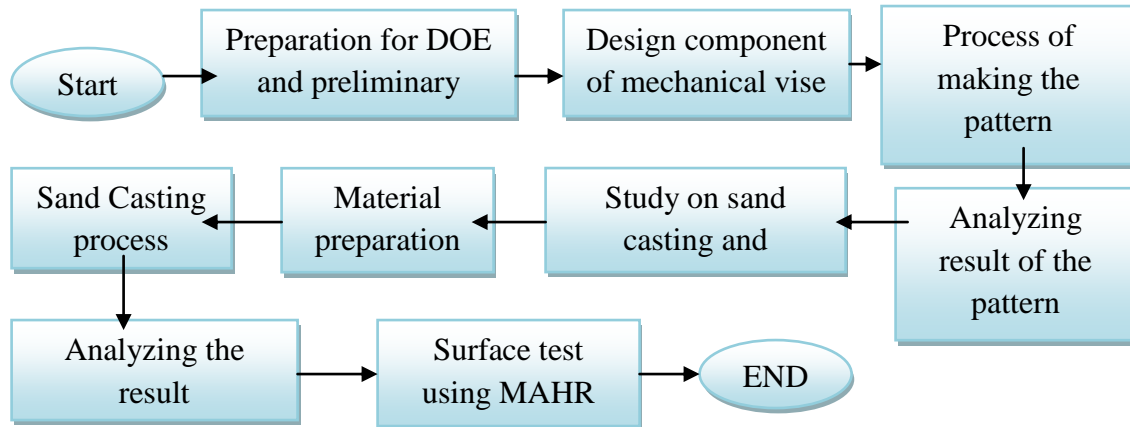 Start
Preparation for DOE
and preliminary
Design component
of mechanical vise
Process of
making the
pattern
Analyzing
result of the
pattern
Study on sand
casting and
Material
preparation
Sand Casting
process
Analyzing the
result
Surface test
using MAHR
END